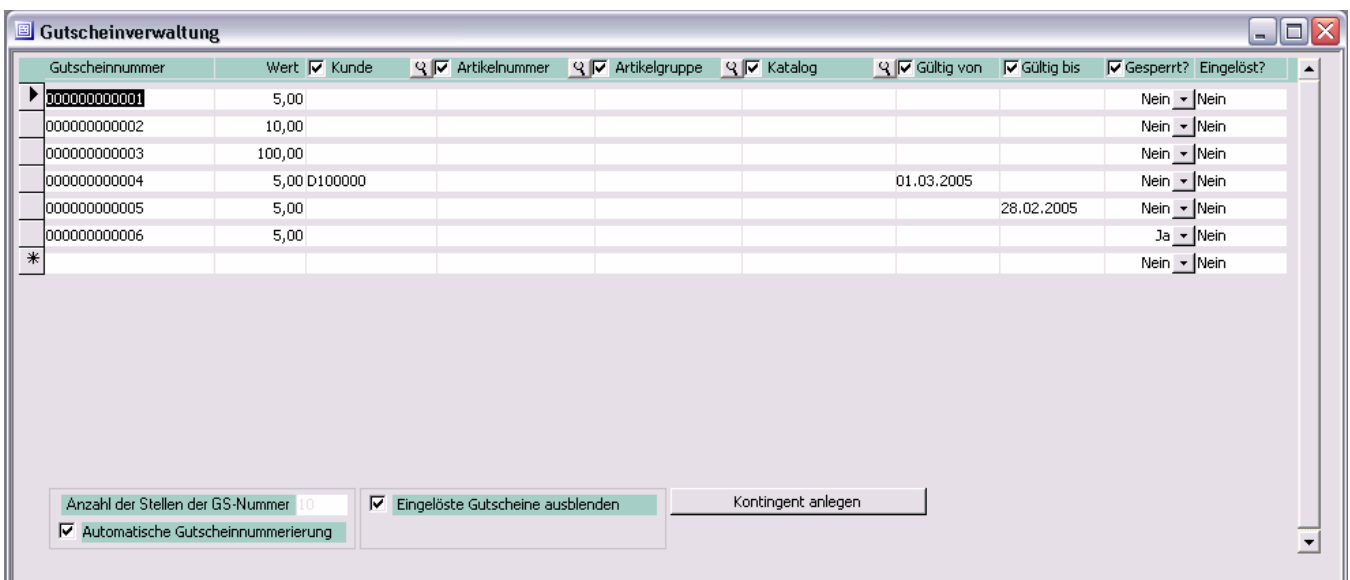 Gutscheinverwaltung
Gutscheinnummer Wert Kunde Artikelnummer Artikelgruppe Katalog Gültig von Gültig bis Gesperrt? Eingelöst?
000000000001 5,00 Nein Nein
000000000002 10,00 Nein Nein
000000000003 100,00 Nein Nein
000000000004 5,00 D100000 01.03.2005 Nein Nein
000000000005 5,00 28.02.2005 Nein Nein
000000000006 5,00 Ja Nein
Nein Nein
Anzahl der Stellen der GS-Nummer 10 Eingelöste Gutscheine ausblenden Kontingent anlegen
Automatische Gutscheinnummerierung